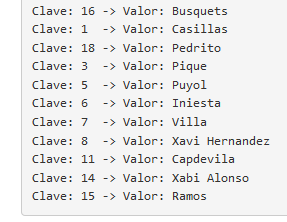 Clave: 16 -> Valor: Busquets
Clave: 1  -> Valor: Casillas
Clave: 18 -> Valor: Pedrito
Clave: 3  -> Valor: Pique
Clave: 5  -> Valor: Puyol
Clave: 6  -> Valor: Iniesta
Clave: 7  -> Valor: Villa
Clave: 8  -> Valor: Xavi Hernandez
Clave: 11 -> Valor: Capdevila
Clave: 14 -> Valor: Xabi Alonso
Clave: 15 -> Valor: Ramos